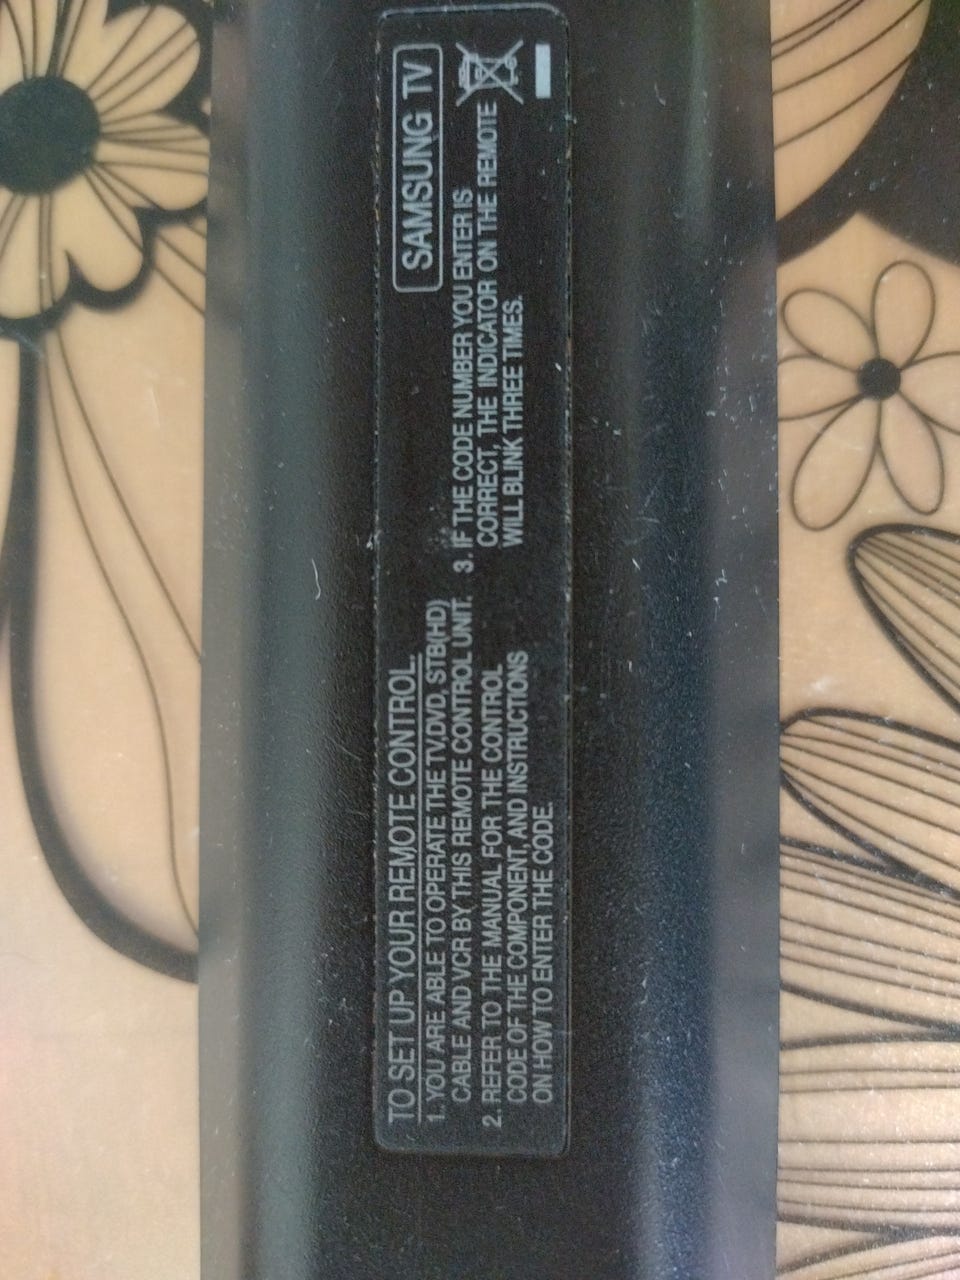 TO SET UP YOUR REMOTE CONTROL.
1. YOU ARE ABLE TO OPERATE THE TV,DVD, STB(HD)
CABLE AND VCR BY THIS REMOTE CONTROL UNIT.
2. REFER TO THE MANUAL FOR THE CONTROL
CODE OF THE COMPONENT, AND INSTRUCTIONS
ON HOW TO ENTER THE CODE.
SAMSUNG TV
3. IF THE CODE NUMBER YOU ENTER IS
CORRECT, THE INDICATOR ON THE REMOTE
WILL BLINK THREE TIMES.